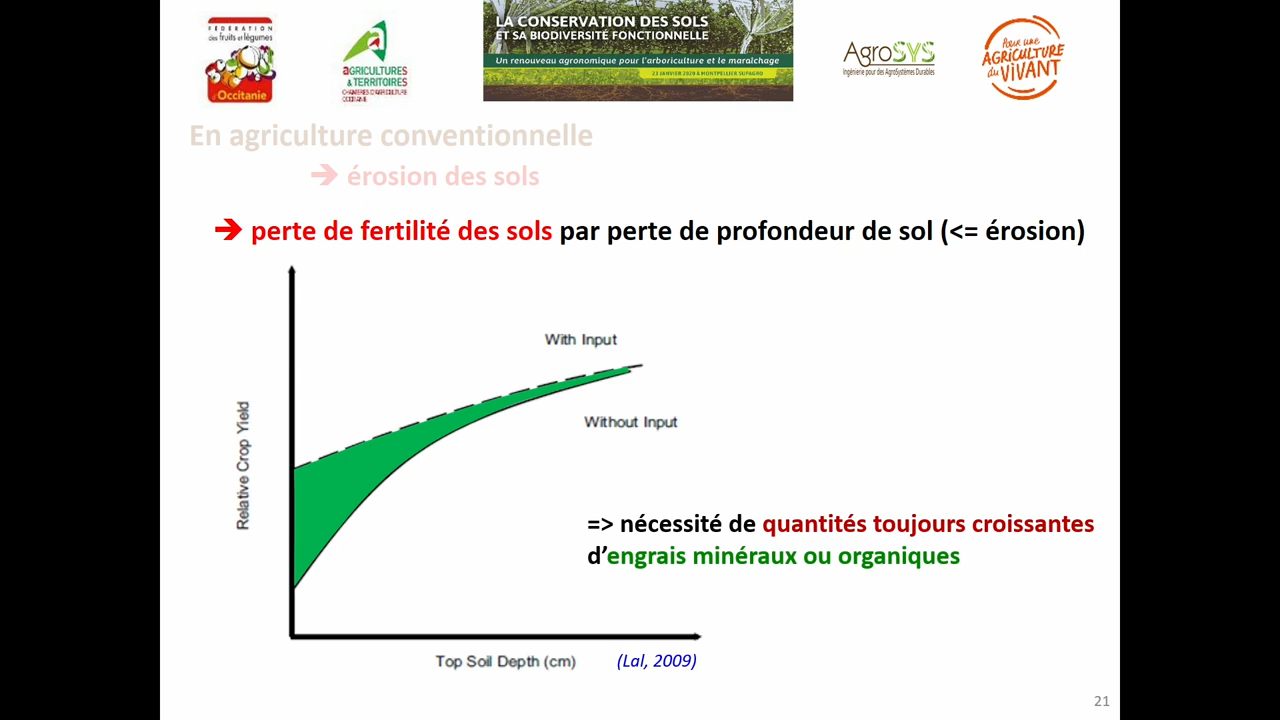 FÉDÉRATION
des fruits et légumes
d'Occitanie
AGRICULTURES
& TERRITOIRES
CHAMBRES D'AGRICULTURE
OCCITANIE
LA CONSERVATION DES SOLS
ET SA BIODIVERSITÉ FONCTIONNELLE
Un renouveau agronomique pour l'arboriculture et le maraîchage
23 JANVIER 2020 À MONTPELLIER SUPAGRO
AgroSYS
Ingénierie pour des AgroSystèmes Durables
Pour une
AGRICULTURE
du VIVANT
En agriculture conventionnelle
➔ érosion des sols
➔ perte de fertilité des sols par perte de profondeur de sol (<= érosion)
With Input
Without Input
Relative Crop Yield
=> nécessité de quantités toujours croissantes
d’engrais minéraux ou organiques
Top Soil Depth (cm)
(Lal, 2009)
21